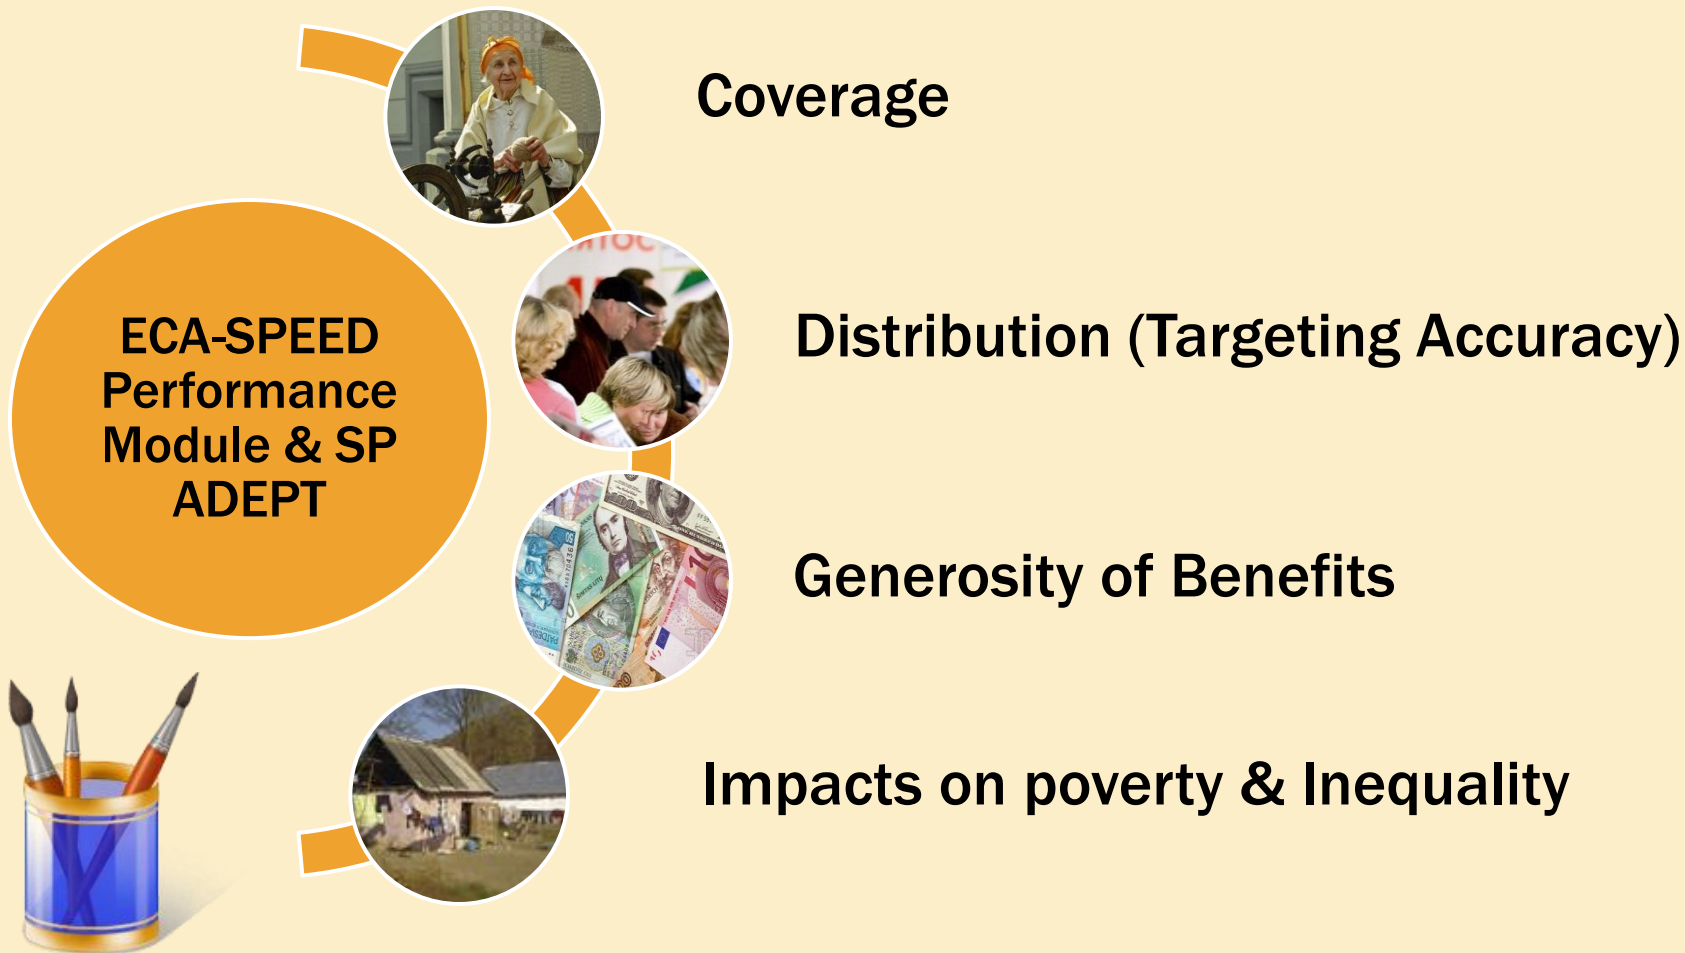 Coverage
ECA-SPEED
Performance
Module & SP
ADEPT
Distribution (Targeting Accuracy)
Generosity of Benefits
Impacts on poverty & Inequality